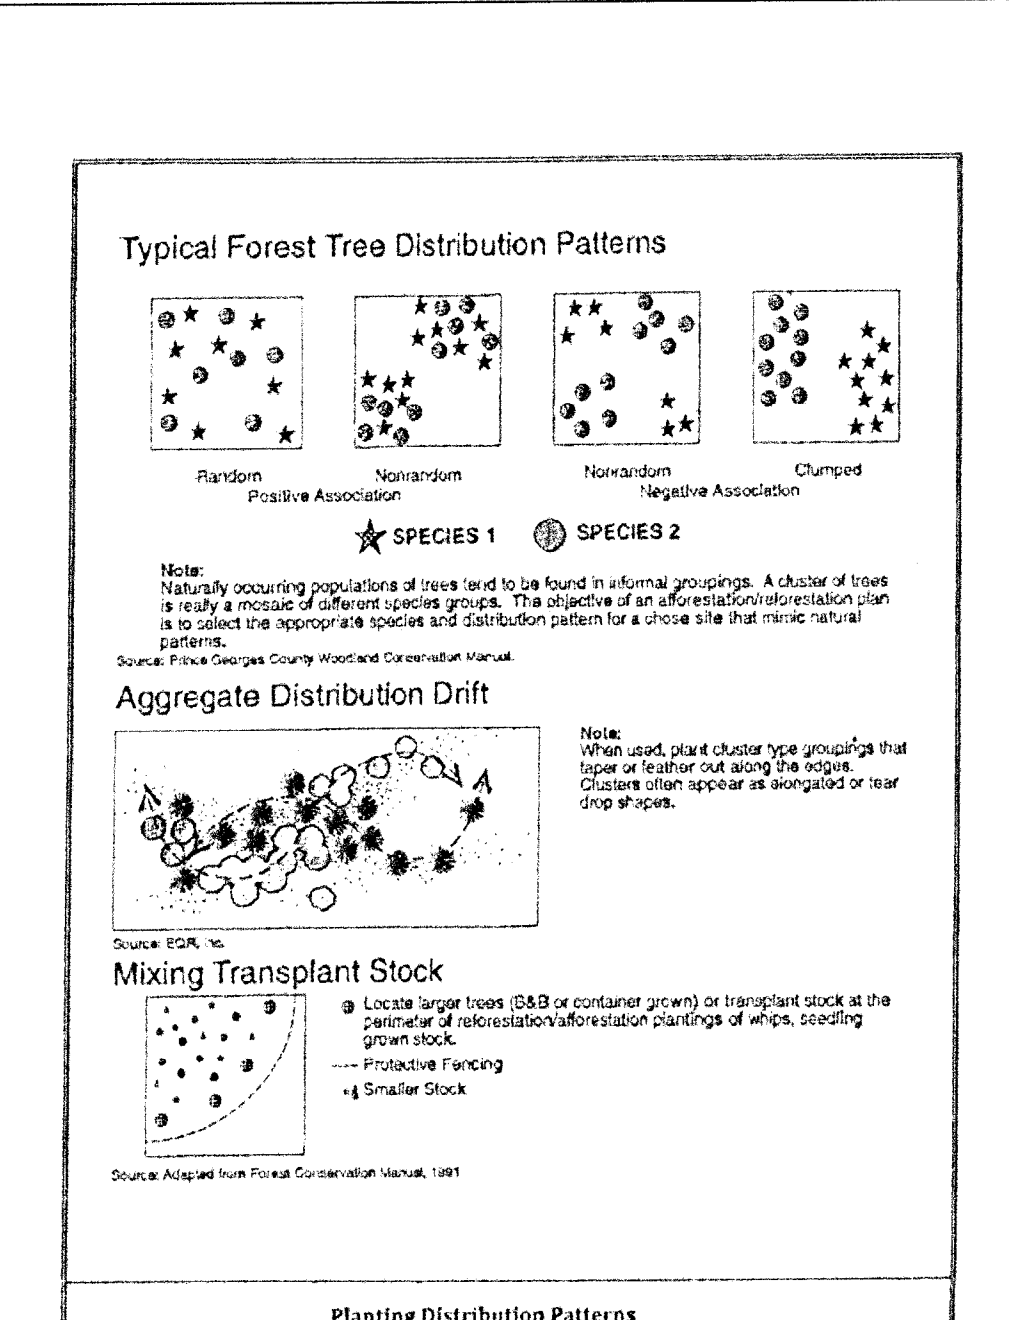 Typical Forest Tree Distribution Patterns
Random Nonrandom Nonrandom Clumped
Positive Association Negative Association
SPECIES 1 SPECIES 2
Note:
Naturally occurring populations of trees tend to be found in informal groupings. A cluster of trees
is really a mosaic of different species groups. The objective of an afforestation/reforestation plan
is to select the appropriate species and distribution pattern for a chose site that mimic natural
patterns.
Source: Prince Georges County Woodland Conservation Manual.
Aggregate Distribution Drift
Note:
When used, plant cluster type groupings that
taper or feather out along the edges.
Clusters often appear as elongated or tear
drop shapes.
Source: EQR, Inc.
Mixing Transplant Stock
Locate larger trees (B&B or container grown) or transplant stock at the
perimeter of reforestation/afforestation plantings of whips, seedling
grown stock.
Protective Fencing
Smaller Stock
Source: Adapted from Forest Conservation Manual, 1991
Planting Distribution Patterns